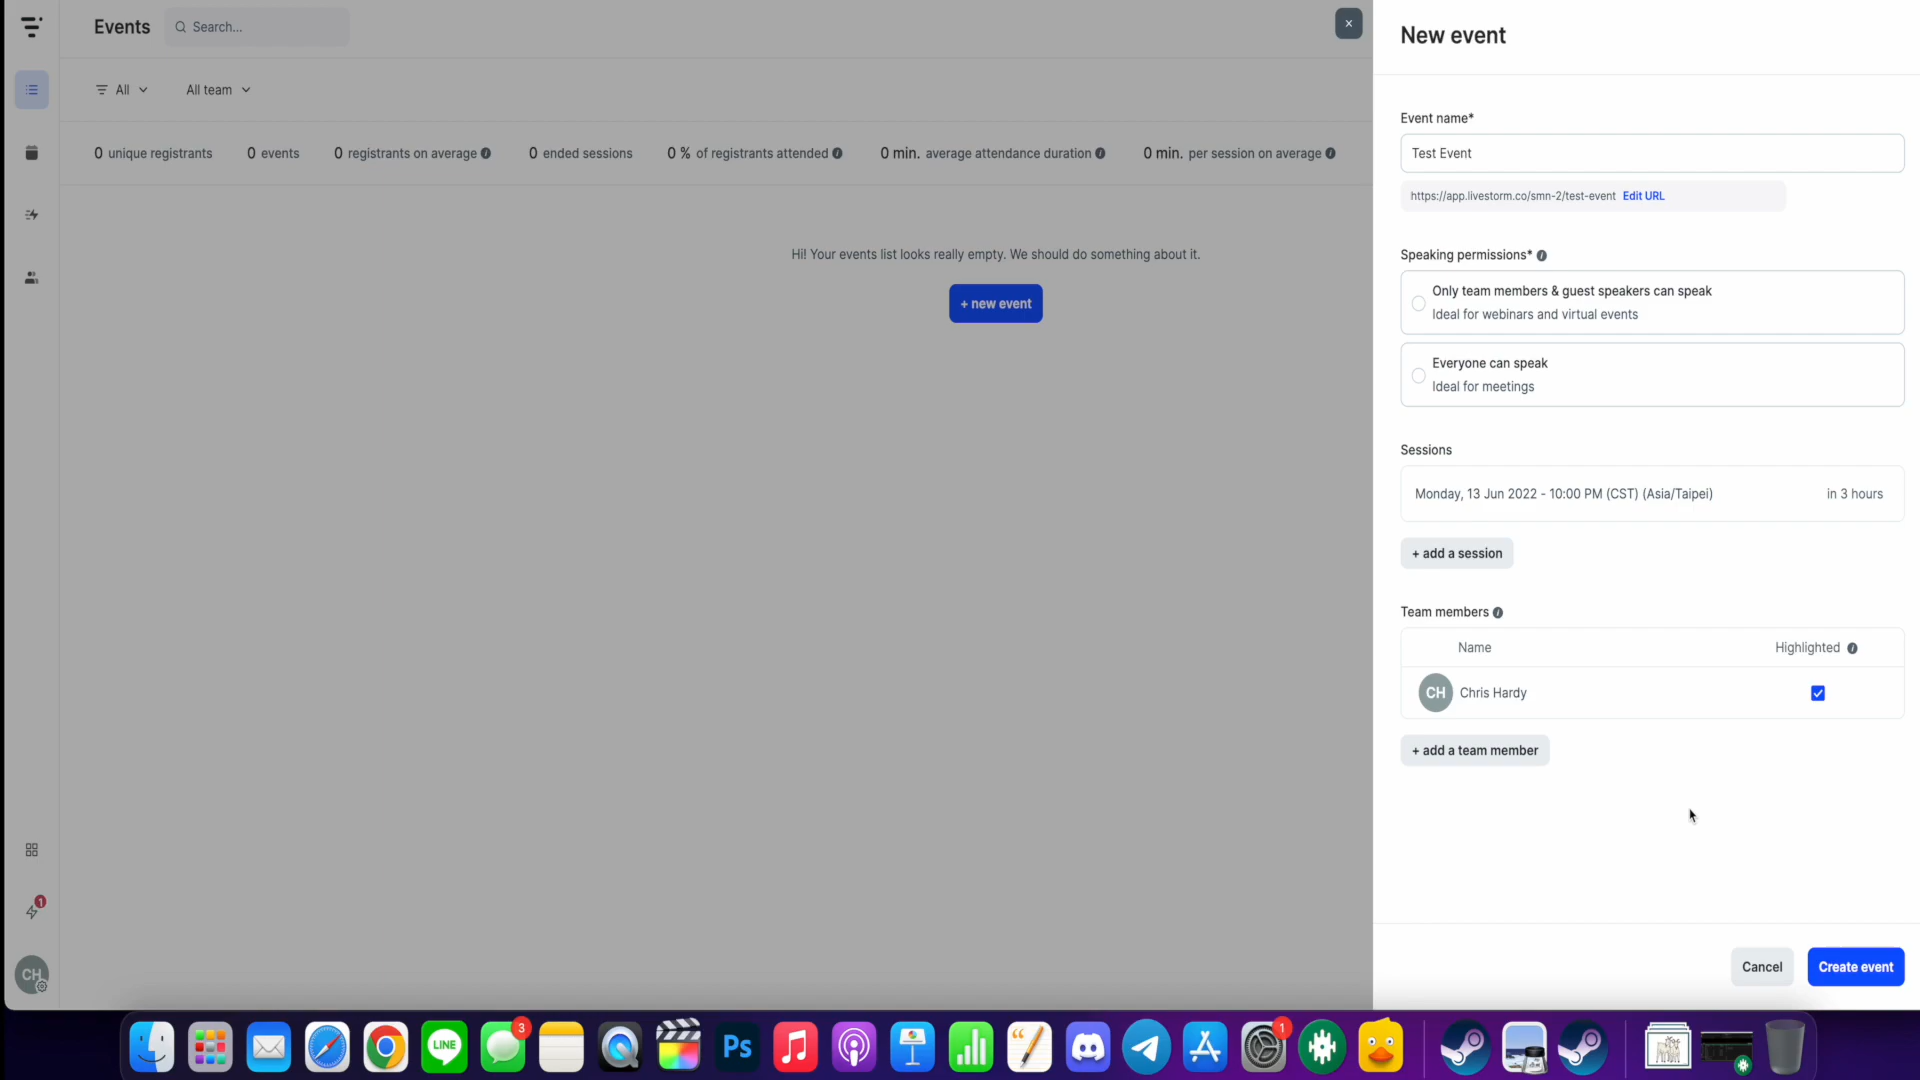 Events
Search...
All
All team
0 unique registrants
0 events
0 registrants on average
0 ended sessions
0 % of registrants attended
0 min. average attendance duration
0 min. per session on average
Hi! Your events list looks really empty. We should do something about it.
+ new event
1
CH
New event
Event name*
Test Event
https://app.livestorm.co/smn-2/test-event Edit URL
Speaking permissions*
Only team members & guest speakers can speak
Ideal for webinars and virtual events
Everyone can speak
Ideal for meetings
Sessions
Monday, 13 Jun 2022 - 10:00 PM (CST) (Asia/Taipei) in 3 hours
+ add a session
Team members
Name Highlighted
CH Chris Hardy
+ add a team member
Cancel
Create event
LINE
3
Ps
1